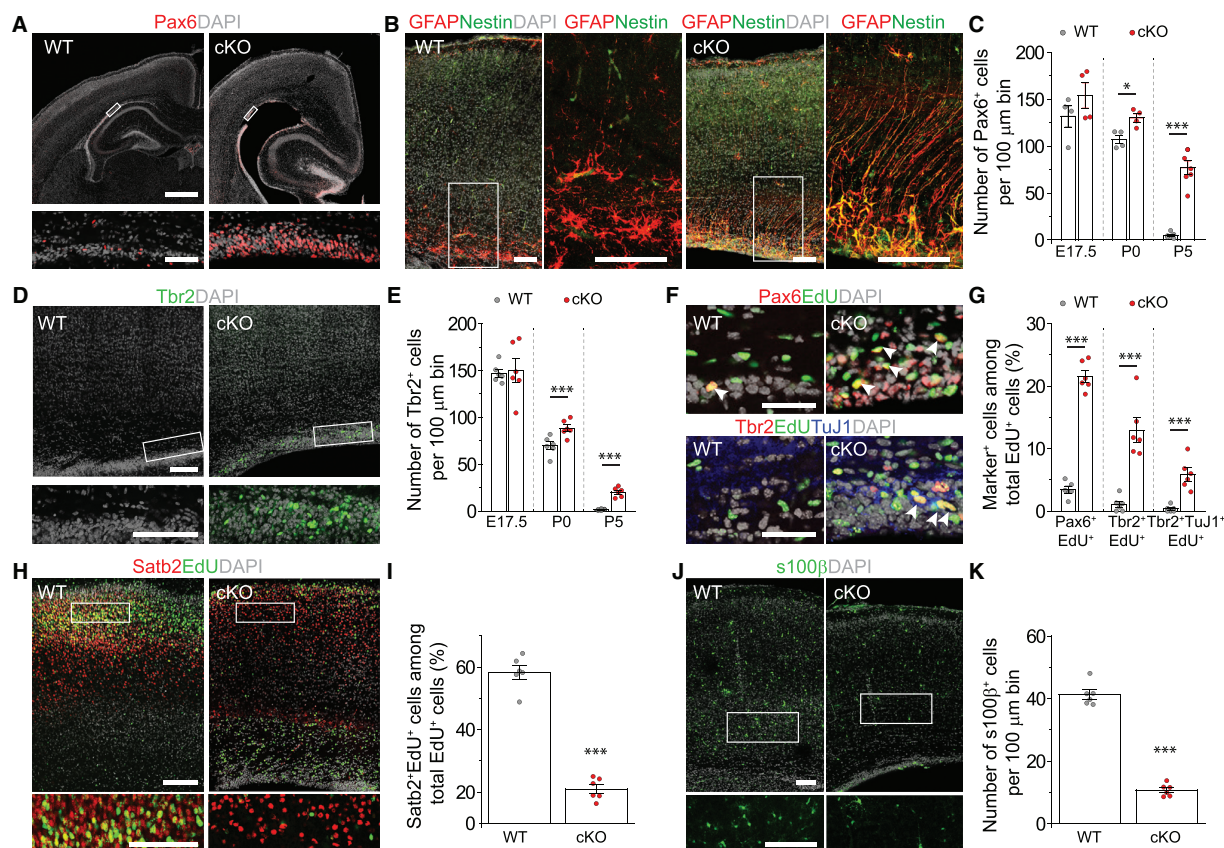 A
Pax6DAPI
WT
cKO
B
GFAPNestinDAPI
GFAPNestin
GFAPNestinDAPI
GFAPNestin
WT
cKO
C
WT
cKO
Number of Pax6⁺ cells
per 100 μm bin
200
150
100
50
0
*
***
E17.5
P0
P5
D
Tbr2DAPI
WT
cKO
E
WT
cKO
Number of Tbr2⁺ cells
per 100 μm bin
200
150
100
50
0
***
***
E17.5
P0
P5
F
Pax6EdUDAPI
WT
cKO
Tbr2EdUTuJ1DAPI
WT
cKO
G
WT
cKO
Marker⁺ cells among
total EdU⁺ cells (%)
30
20
10
0
***
***
***
Pax6⁺
EdU⁺
Tbr2⁺
EdU⁺
Tbr2⁺TuJ1⁺
EdU⁺
H
Satb2EdUDAPI
WT
cKO
I
Satb2⁺EdU⁺ cells among
total EdU⁺ cells (%)
60
40
20
0
***
WT
cKO
J
s100βDAPI
WT
cKO
K
Number of s100β⁺ cells
per 100 μm bin
60
40
20
0
***
WT
cKO